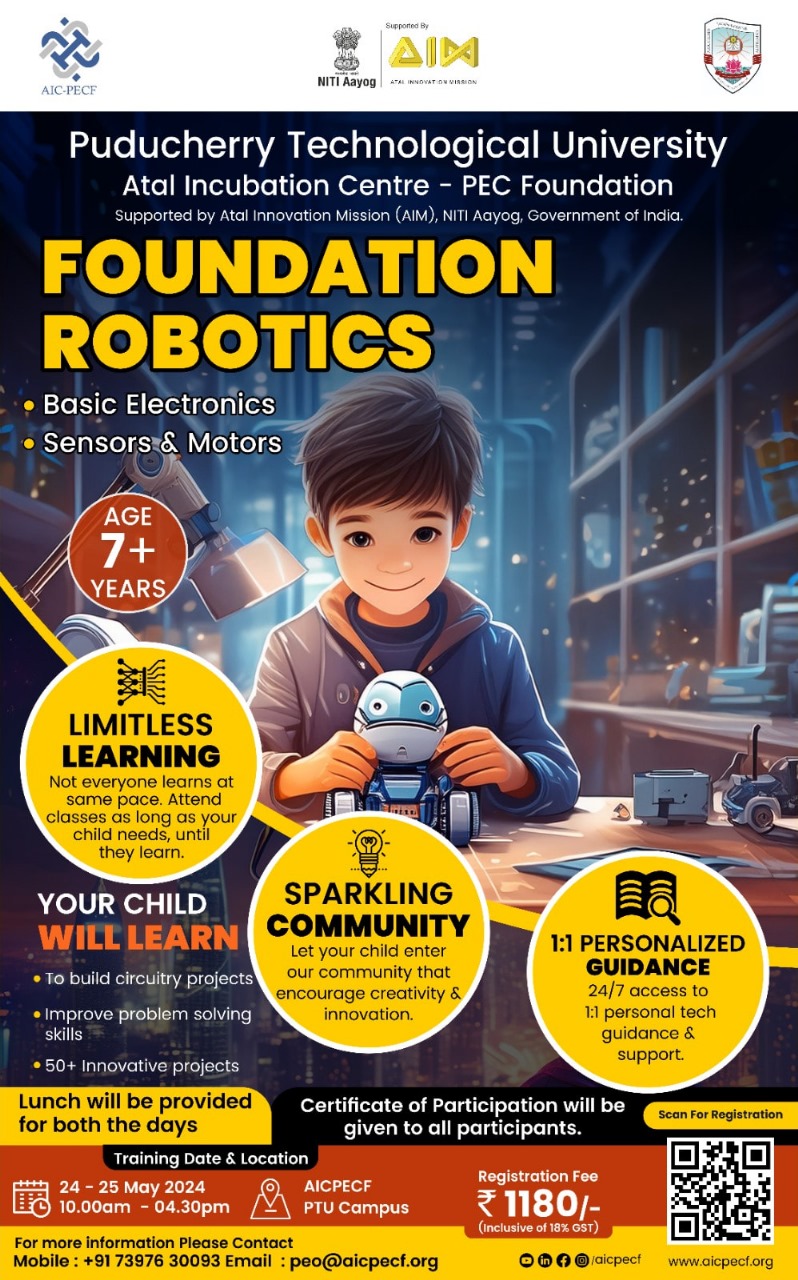 AIC-PECF
Supported By
NITI Aayog
AIM
ATAL INNOVATION MISSION
Puducherry Technological University
Atal Incubation Centre - PEC Foundation
Supported by Atal Innovation Mission (AIM), NITI Aayog, Government of India.
FOUNDATION
ROBOTICS
• Basic Electronics
• Sensors & Motors
AGE
7+
YEARS
LIMITLESS
LEARNING
Not everyone learns at
same pace. Attend
classes as long as your
child needs, until
they learn.
YOUR CHILD
WILL LEARN
• To build circuitry projects
• Improve problem solving
skills
• 50+ Innovative projects
SPARKLING
COMMUNITY
Let your child enter
our community that
encourage creativity &
innovation.
1:1 PERSONALIZED
GUIDANCE
24/7 access to
1:1 personal tech
guidance &
support.
Lunch will be provided
for both the days
Certificate of Participation will be
given to all participants.
Scan For Registration
Training Date & Location
24 - 25 May 2024
10.00am - 04.30pm
AICPECF
PTU Campus
Registration Fee
₹ 1180/-
(Inclusive of 18% GST)
For more information Please Contact
Mobile : +91 73976 30093 Email : peo@aicpecf.org
/aicpecf
www.aicpecf.org